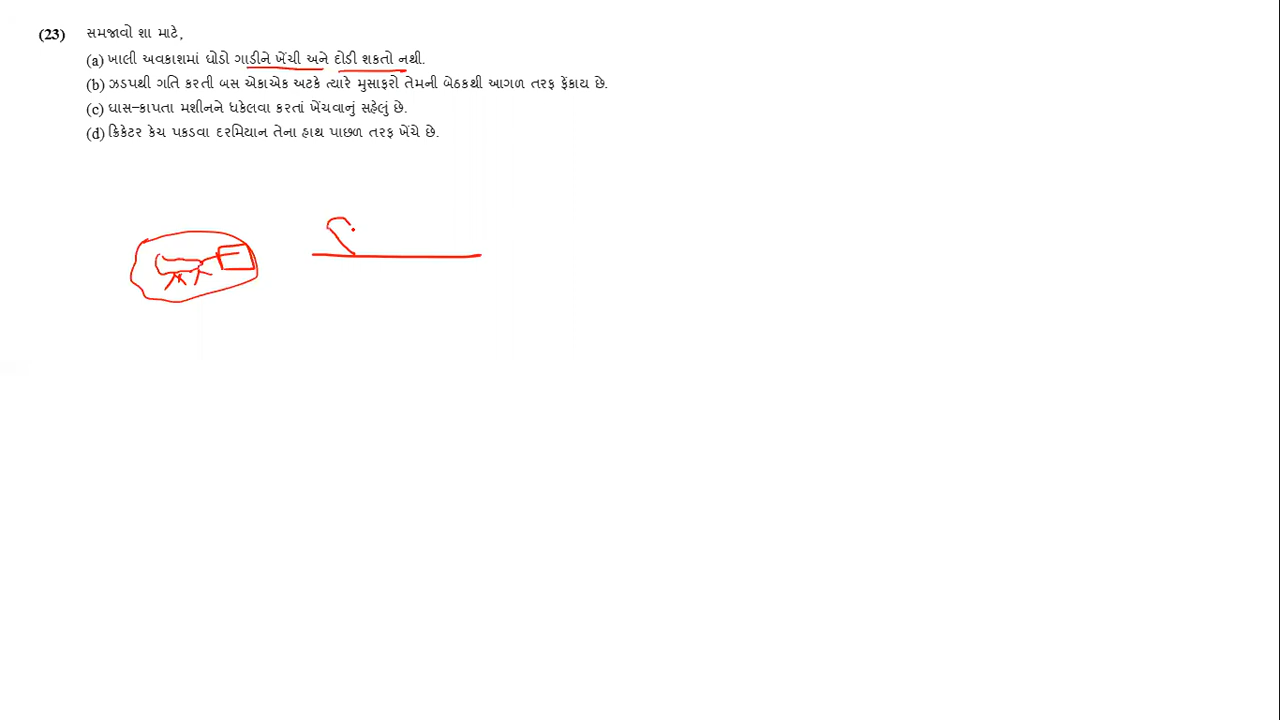 (23) સમજાવો શા માટે,
(a) ખાલી અવકાશમાં ઘોડો ગાડીને ખેંચી અને દોડી શકતો નથી.
(b) ઝડપથી ગતિ કરતી બસ એકાએક અટકે ત્યારે મુસાફરો તેમની બેઠકથી આગળ તરફ ફેંકાય છે.
(c) ઘાસ-કાપતા મશીનને ધકેલવા કરતાં ખેંચવાનું સહેલું છે.
(d) ક્રિકેટર કેચ પકડવા દરમિયાન તેના હાથ પાછળ તરફ ખેંચે છે.